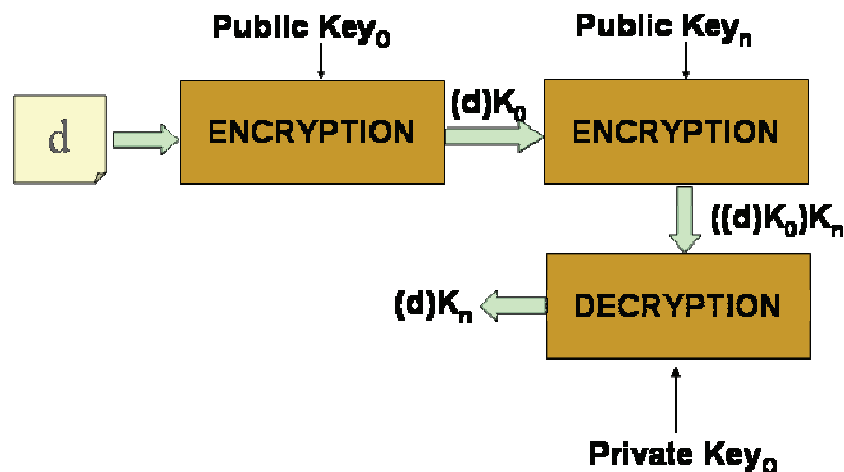 Public Key₀
Public Keyₙ
d
ENCRYPTION
(d)K₀
ENCRYPTION
((d)K₀)Kₙ
(d)Kₙ
DECRYPTION
Private Key₀